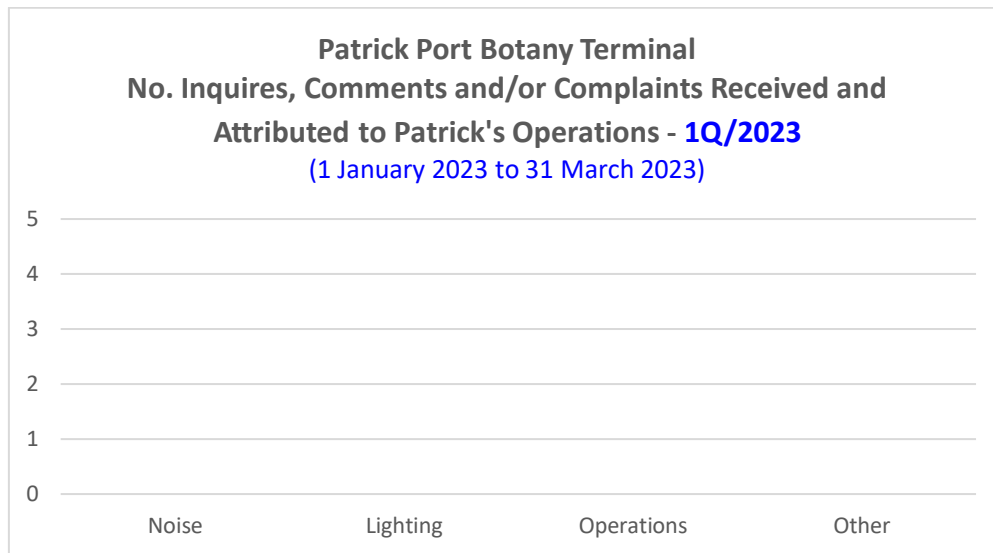 Patrick Port Botany Terminal
No. Inquires, Comments and/or Complaints Received and
Attributed to Patrick's Operations - 1Q/2023
(1 January 2023 to 31 March 2023)
5
4
3
2
1
0
Noise Lighting Operations Other